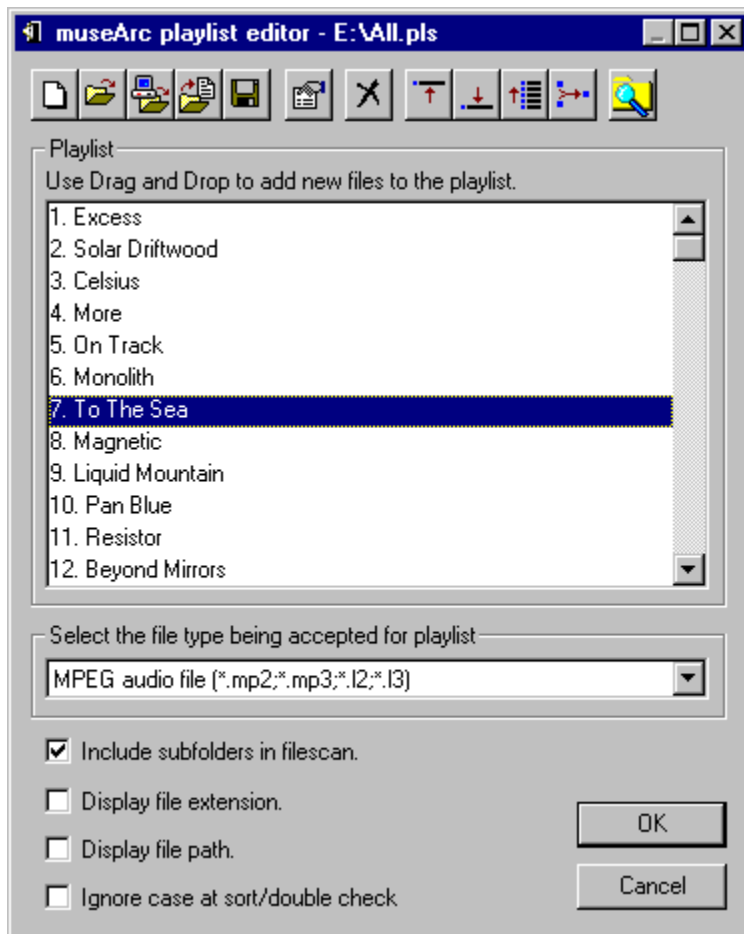 museArc playlist editor - E:\All.pls
Playlist
Use Drag and Drop to add new files to the playlist.
1. Excess
2. Solar Driftwood
3. Celsius
4. More
5. On Track
6. Monolith
7. To The Sea
8. Magnetic
9. Liquid Mountain
10. Pan Blue
11. Resistor
12. Beyond Mirrors
Select the file type being accepted for playlist
MPEG audio file (*.mp2;*.mp3;*.l2;*.l3)
Include subfolders in filescan.
Display file extension.
Display file path.
Ignore case at sort/double check
OK
Cancel